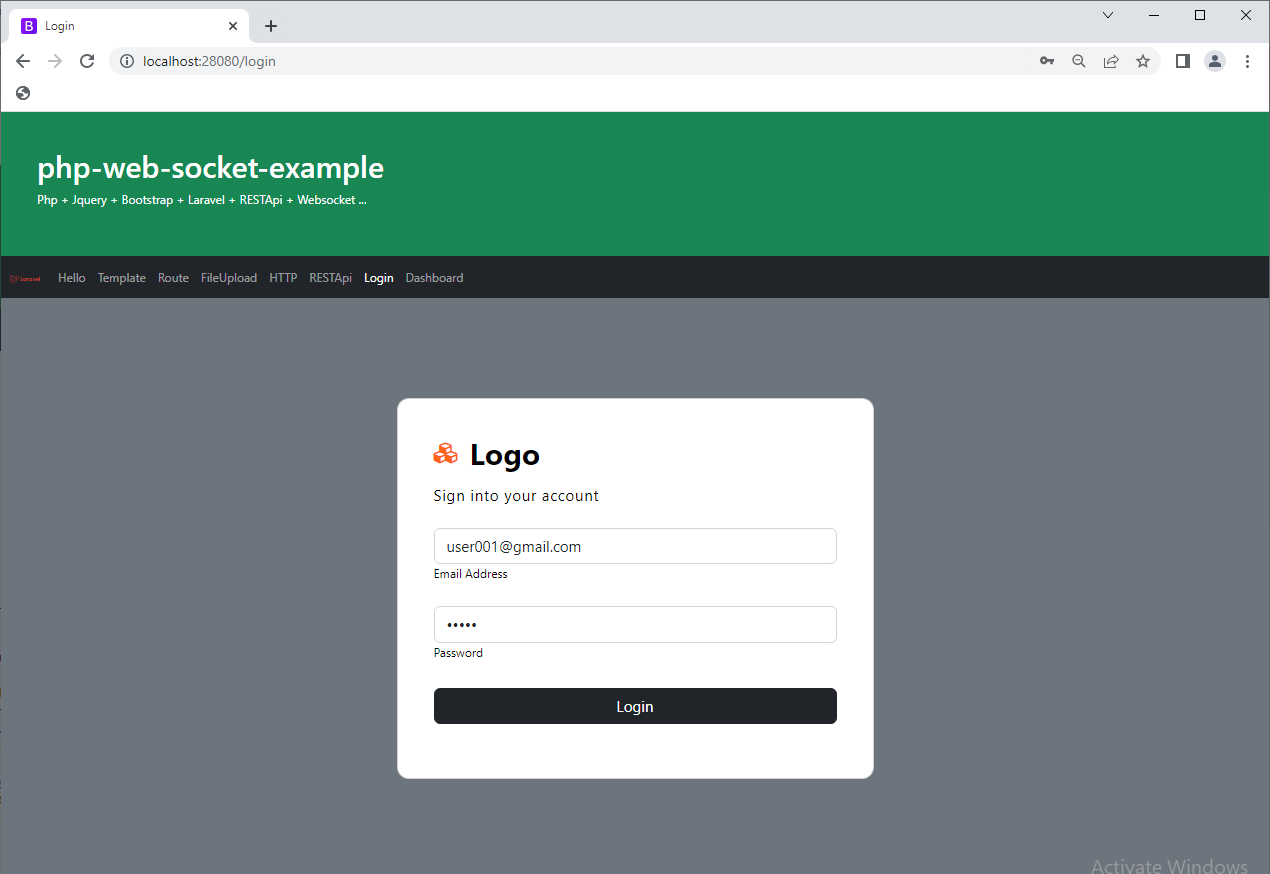 Login
localhost:28080/login
php-web-socket-example
Php + Jquery + Bootstrap + Laravel + RESTApi + Websocket ...
Laravel Hello Template Route FileUpload HTTP RESTApi Login Dashboard
Logo
Sign into your account
user001@gmail.com
Email Address
•••••
Password
Login
Activate Windows